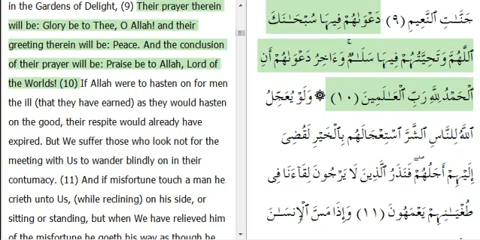 in the Gardens of Delight, (9) Their prayer therein
will be: Glory be to Thee, O Allah! and their
greeting therein will be: Peace. And the conclusion
of their prayer will be: Praise be to Allah, Lord of
the Worlds! (10) If Allah were to hasten on for men
the ill (that they have earned) as they would hasten
on the good, their respite would already have
expired. But We suffer those who look not for the
meeting with Us to wander blindly on in their
contumacy. (11) And if misfortune touch a man he
crieth unto Us, (while reclining) on his side, or
sitting or standing, but when We have relieved him
of the misfortune he goeth his way as though he
جَنَّـٰتِ ٱلنَّعِيمِ (٩) دَعْوَىٰهُمْ فِيهَا سُبْحَـٰنَكَ
ٱللَّهُمَّ وَتَحِيَّتُهُمْ فِيهَا سَلَـٰمٌۚ وَءَاخِرُ دَعْوَىٰهُمْ أَنِ
ٱلْحَمْدُ لِلَّهِ رَبِّ ٱلْعَـٰلَمِينَ (١٠) ۞ وَلَوْ يُعَجِّلُ
ٱللَّهُ لِلنَّاسِ ٱلشَّرَّ ٱسْتِعْجَالَهُم بِٱلْخَيْرِ لَقُضِىَ
إِلَيْهِمْ أَجَلُهُمْۖ فَنَذَرُ ٱلَّذِينَ لَا يَرْجُونَ لِقَآءَنَا فِى
طُغْيَـٰنِهِمْ يَعْمَهُونَ (١١) وَإِذَا مَسَّ ٱلْإِنسَـٰنَ